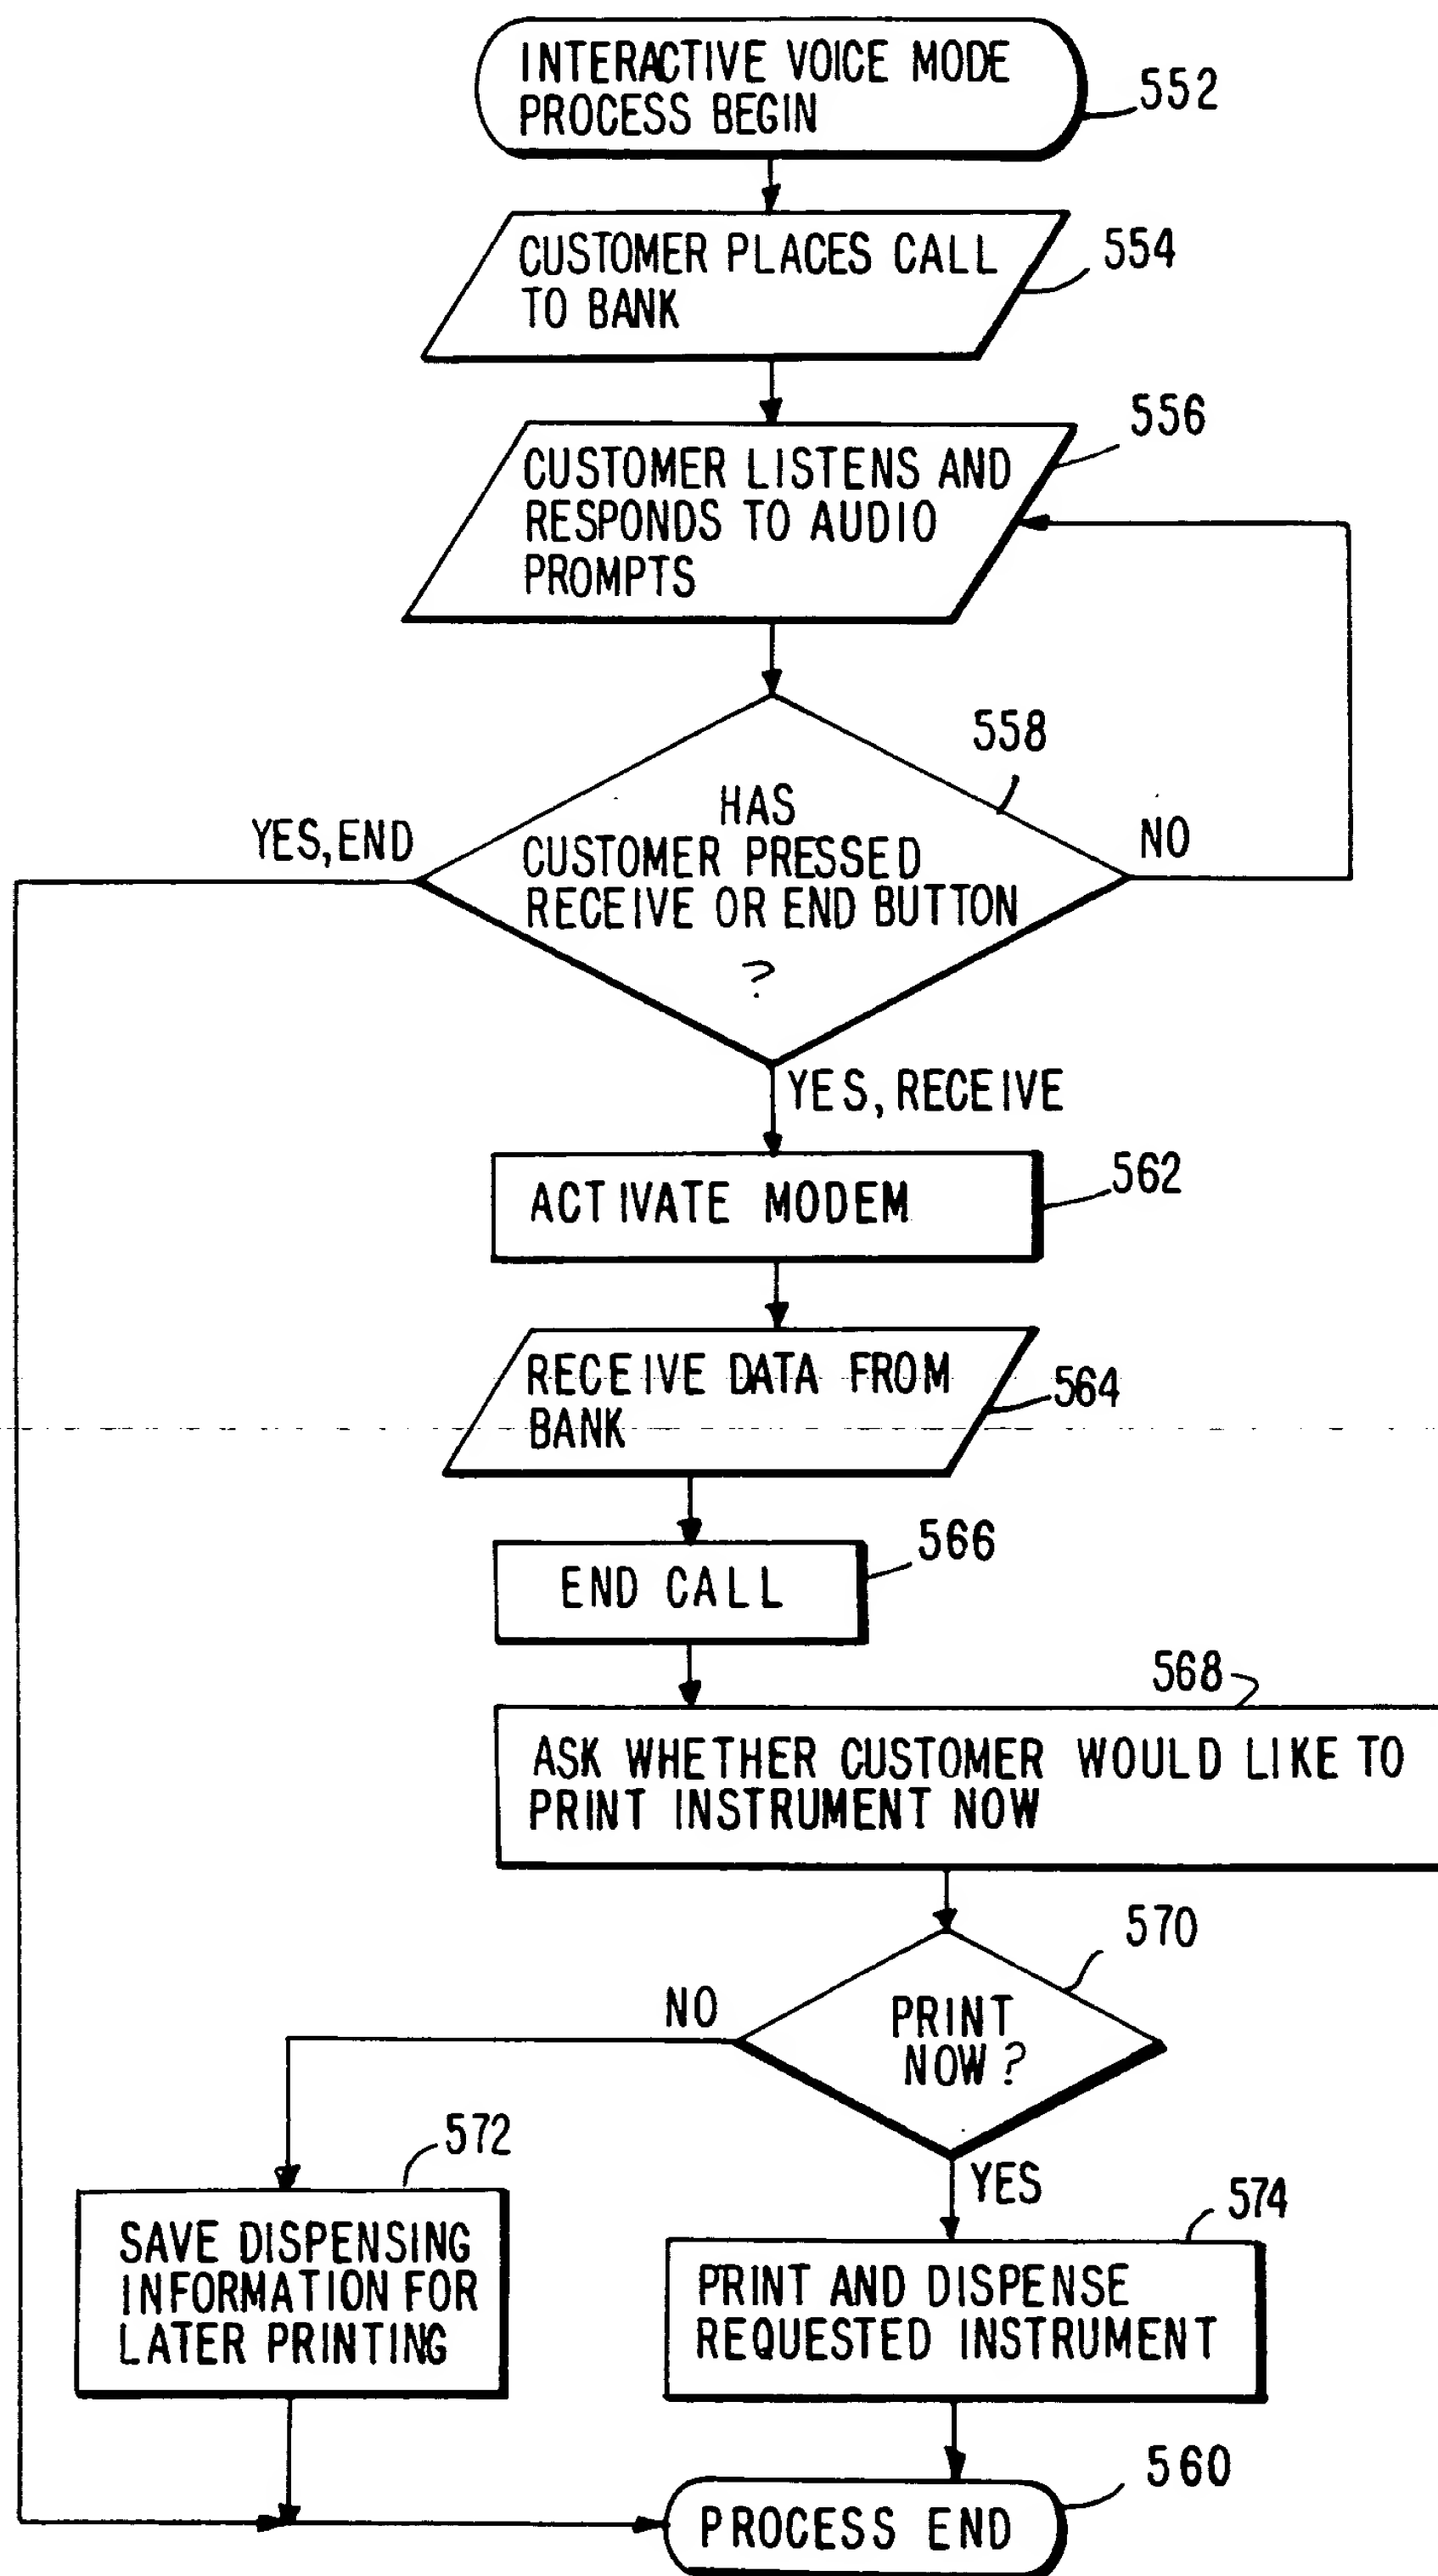 INTERACTIVE VOICE MODE
PROCESS BEGIN
552
CUSTOMER PLACES CALL
TO BANK
554
556
CUSTOMER LISTENS AND
RESPONDS TO AUDIO
PROMPTS
558
HAS
CUSTOMER PRESSED
RECEIVE OR END BUTTON
?
YES, END
NO
YES, RECEIVE
ACTIVATE MODEM
562
RECEIVE DATA FROM
BANK
564
END CALL
566
568
ASK WHETHER CUSTOMER WOULD LIKE TO
PRINT INSTRUMENT NOW
570
PRINT
NOW?
NO
YES
572
SAVE DISPENSING
INFORMATION FOR
LATER PRINTING
574
PRINT AND DISPENSE
REQUESTED INSTRUMENT
PROCESS END
560